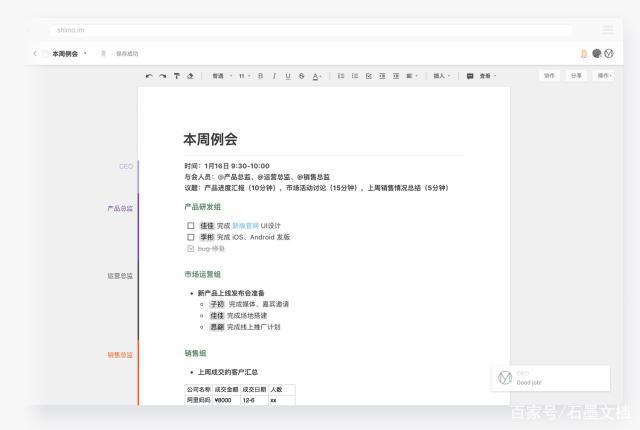 shimo.im
本周例会
保存成功
普通 11 B I U S A 插入 查看
协作 分享 操作
本周例会
CEO
时间：1月16日 9:30-10:00
与会人员：@产品总监、@运营总监、@销售总监
议题：产品进度汇报（10分钟），市场活动讨论（15分钟），上周销售情况总结（5分钟）
产品总监
产品研发组
佳佳 完成 新版官网 UI设计
李彬 完成 iOS、Android 发版
bug 修复
运营总监
市场运营组
新产品上线发布会准备
子初 完成媒体、嘉宾邀请
佳佳 完成场地搭建
思翩 完成线上推广计划
销售总监
销售组
上周成交的客户汇总
公司名称 成交金额 成交日期 人数
阿里妈妈 ¥8000 12-6 xx
CEO
Good job!
百家号/石墨文档